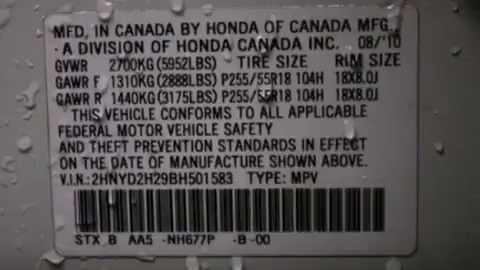 MFD, IN CANADA BY HONDA OF CANADA MFG.,
· A DIVISION OF HONDA CANADA INC. 08/'10
GVWR 2700KG(5952LBS) TIRE SIZE RIM SIZE
GAWR F 1310KG(2888LBS) P255/55R18 104H 18X8.0J
GAWR R 1440KG(3175LBS) P255/55R18 104H 18X8.0J
THIS VEHICLE CONFORMS TO ALL APPLICABLE
FEDERAL MOTOR VEHICLE SAFETY
AND THEFT PREVENTION STANDARDS IN EFFECT
ON THE DATE OF MANUFACTURE SHOWN ABOVE.
V.I.N.:2HNYD2H29BH501583 TYPE: MPV
STX B AA5 -NH677P -B-00